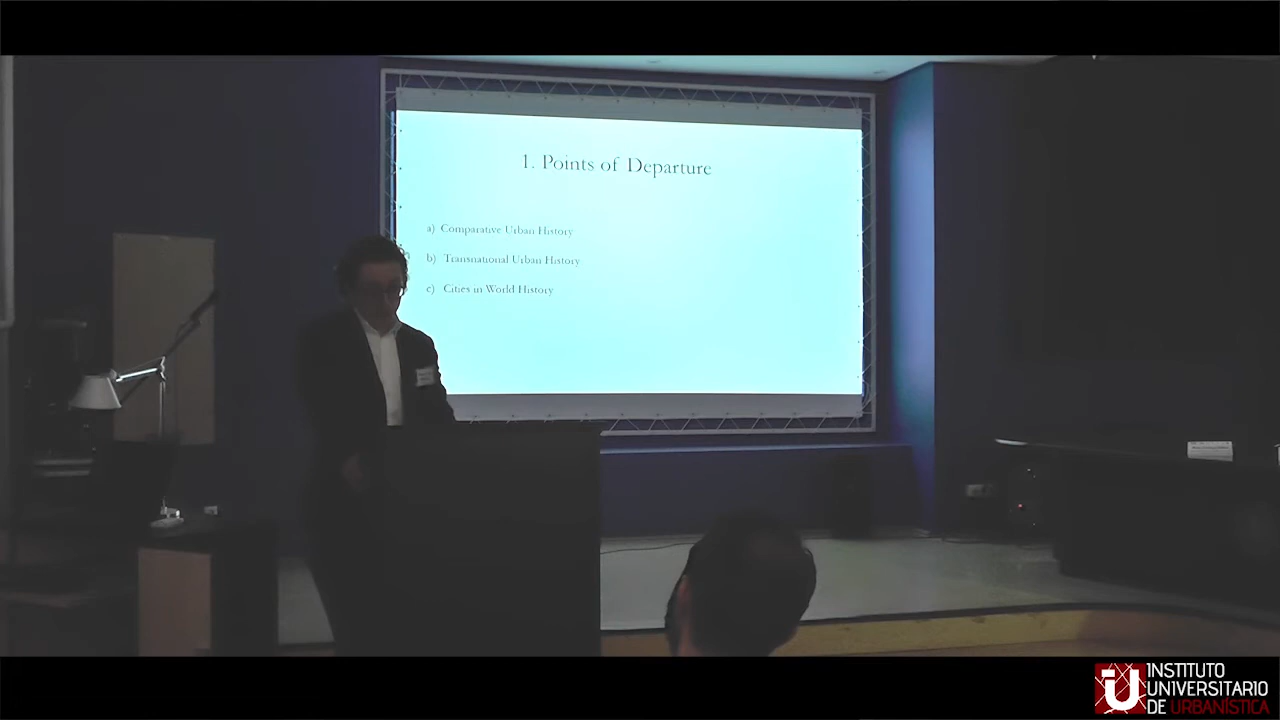 1. Points of Departure
a) Comparative Urban History
b) Transnational Urban History
c) Cities in World History
INSTITUTO
UNIVERSITARIO
DE URBANÍSTICA